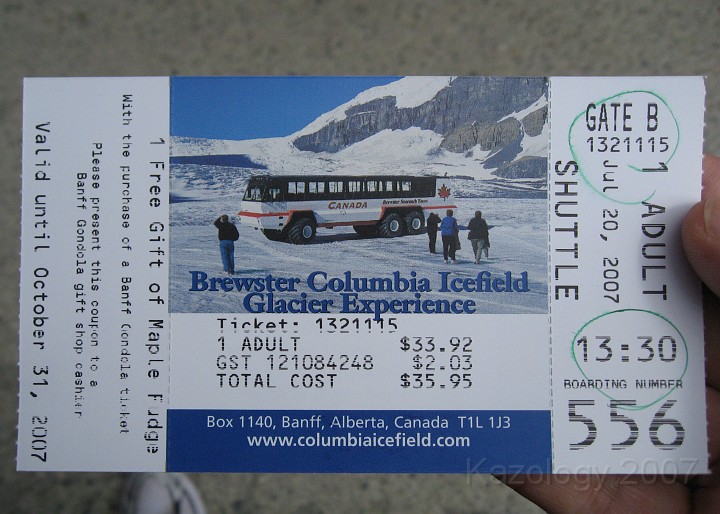 Valid until October 31, 2007
Please present this coupon to a
Banff Gondola gift shop cashier
With the purchase of a Banff Gondola ticket
1 Free Gift of Maple Fudge
CANADA
Brewster Columbia Icefield
Glacier Experience
Ticket: 1321115
1 ADULT $33.92
GST 121084248 $2.03
TOTAL COST $35.95
Box 1140, Banff, Alberta, Canada T1L 1J3
www.columbiaicefield.com
GATE B
1321115
SHUTTLE
Jul 20, 2007
1 ADULT
13:30
BOARDING NUMBER
556
Kazology 2007